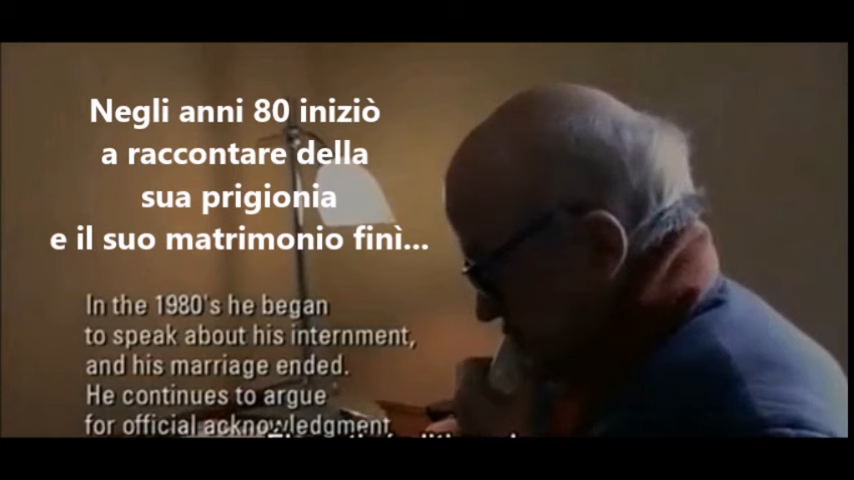 Negli anni 80 iniziò
a raccontare della
sua prigionia
e il suo matrimonio finì...
In the 1980's he began
to speak about his internment,
and his marriage ended.
He continues to argue
for official acknowledgment